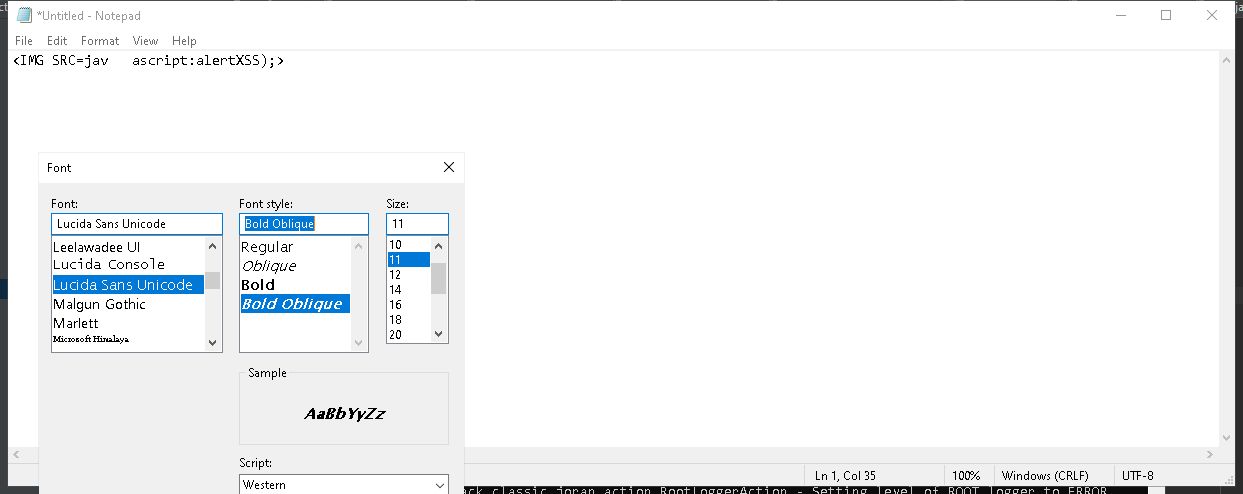 *Untitled - Notepad
File Edit Format View Help
<IMG SRC=jav   ascript:alertXSS);>
Font
Font: Font style: Size:
Lucida Sans Unicode Bold Oblique 11
Leelawadee UI Regular 10
Lucida Console Oblique 11
Lucida Sans Unicode Bold 12
Malgun Gothic Bold Oblique 14
Marlett 16
Microsoft Himalaya 18
20
Sample
AaBbYyZz
Script:
Western
Ln 1, Col 35 100% Windows (CRLF) UTF-8
classic.joran.action.RootLoggerAction - Setting level of ROOT logger to ERROR